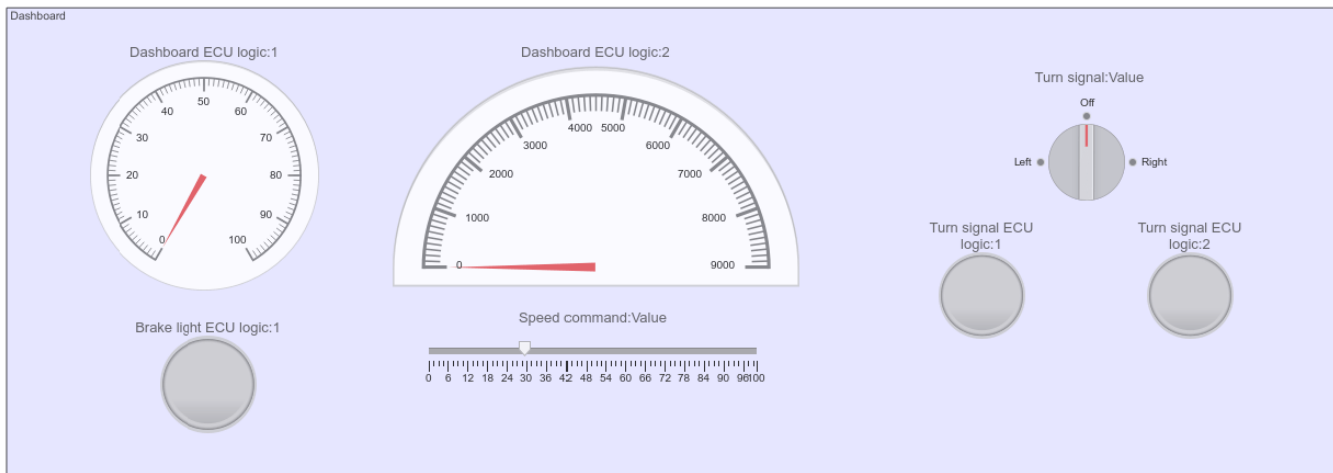 Dashboard
Dashboard ECU logic:1
0
10
20
30
40
50
60
70
80
90
100
Dashboard ECU logic:2
0
1000
2000
3000
4000
5000
6000
7000
8000
9000
Turn signal:Value
Off
Left
Right
Turn signal ECU
logic:1
Turn signal ECU
logic:2
Brake light ECU logic:1
Speed command:Value
0 6 12 18 24 30 36 42 48 54 60 66 72 78 84 90 96 100